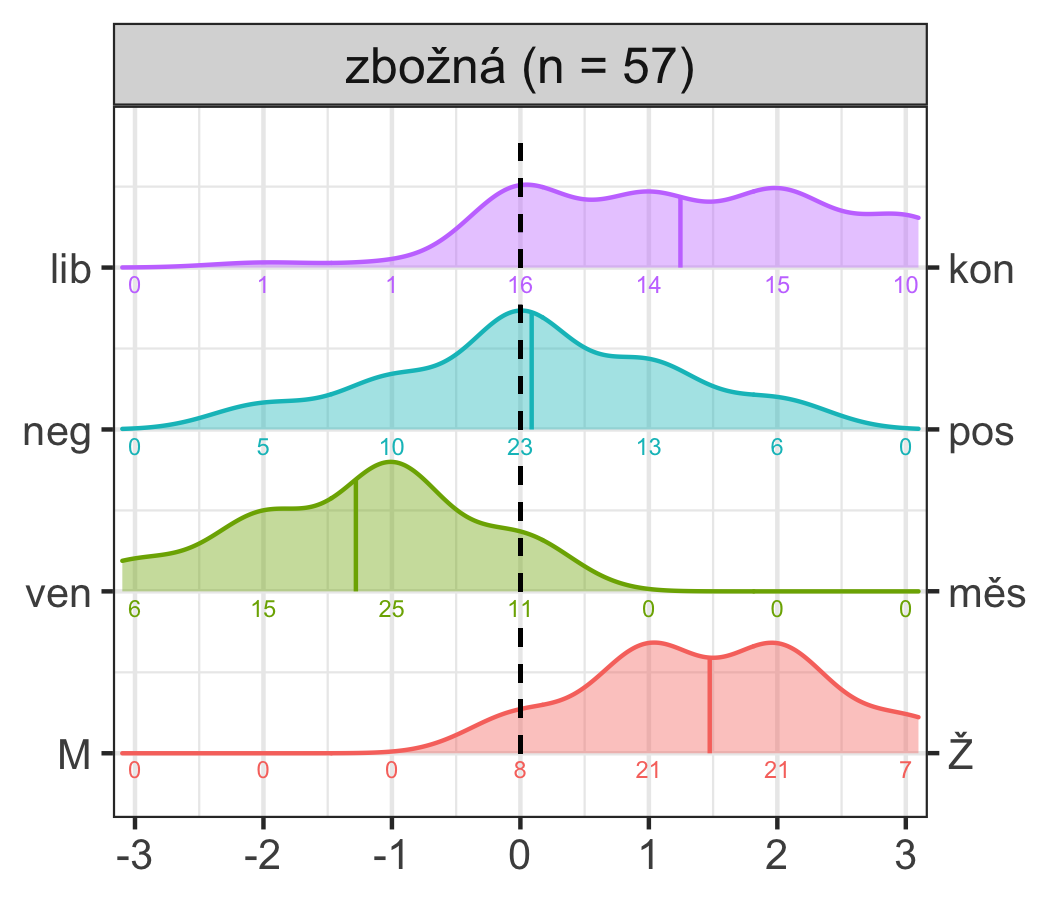 zbožná (n = 57)
lib kon
0 1 1 16 14 15 10
neg pos
0 5 10 23 13 6 0
ven měs
6 15 25 11 0 0 0
M Ž
0 0 0 8 21 21 7
-3 -2 -1 0 1 2 3